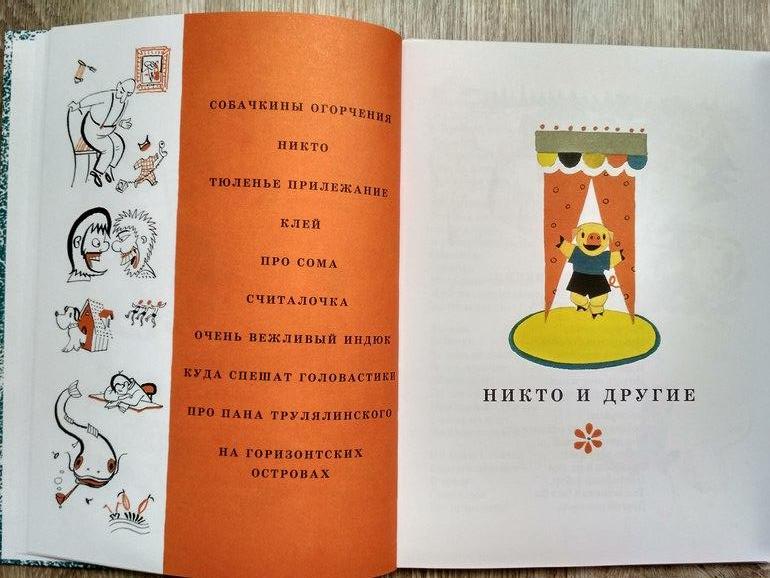 СОБАЧКИНЫ ОГОРЧЕНИЯ
НИКТО
ТЮЛЕНЬЕ ПРИЛЕЖАНИЕ
КЛЕЙ
ПРО СОМА
СЧИТАЛОЧКА
ОЧЕНЬ ВЕЖЛИВЫЙ ИНДЮК
КУДА СПЕШАТ ГОЛОВАСТИКИ
ПРО ПАНА ТРУЛЯЛИНСКОГО
НА ГОРИЗОНТСКИХ
ОСТРОВАХ
НИКТО И ДРУГИЕ